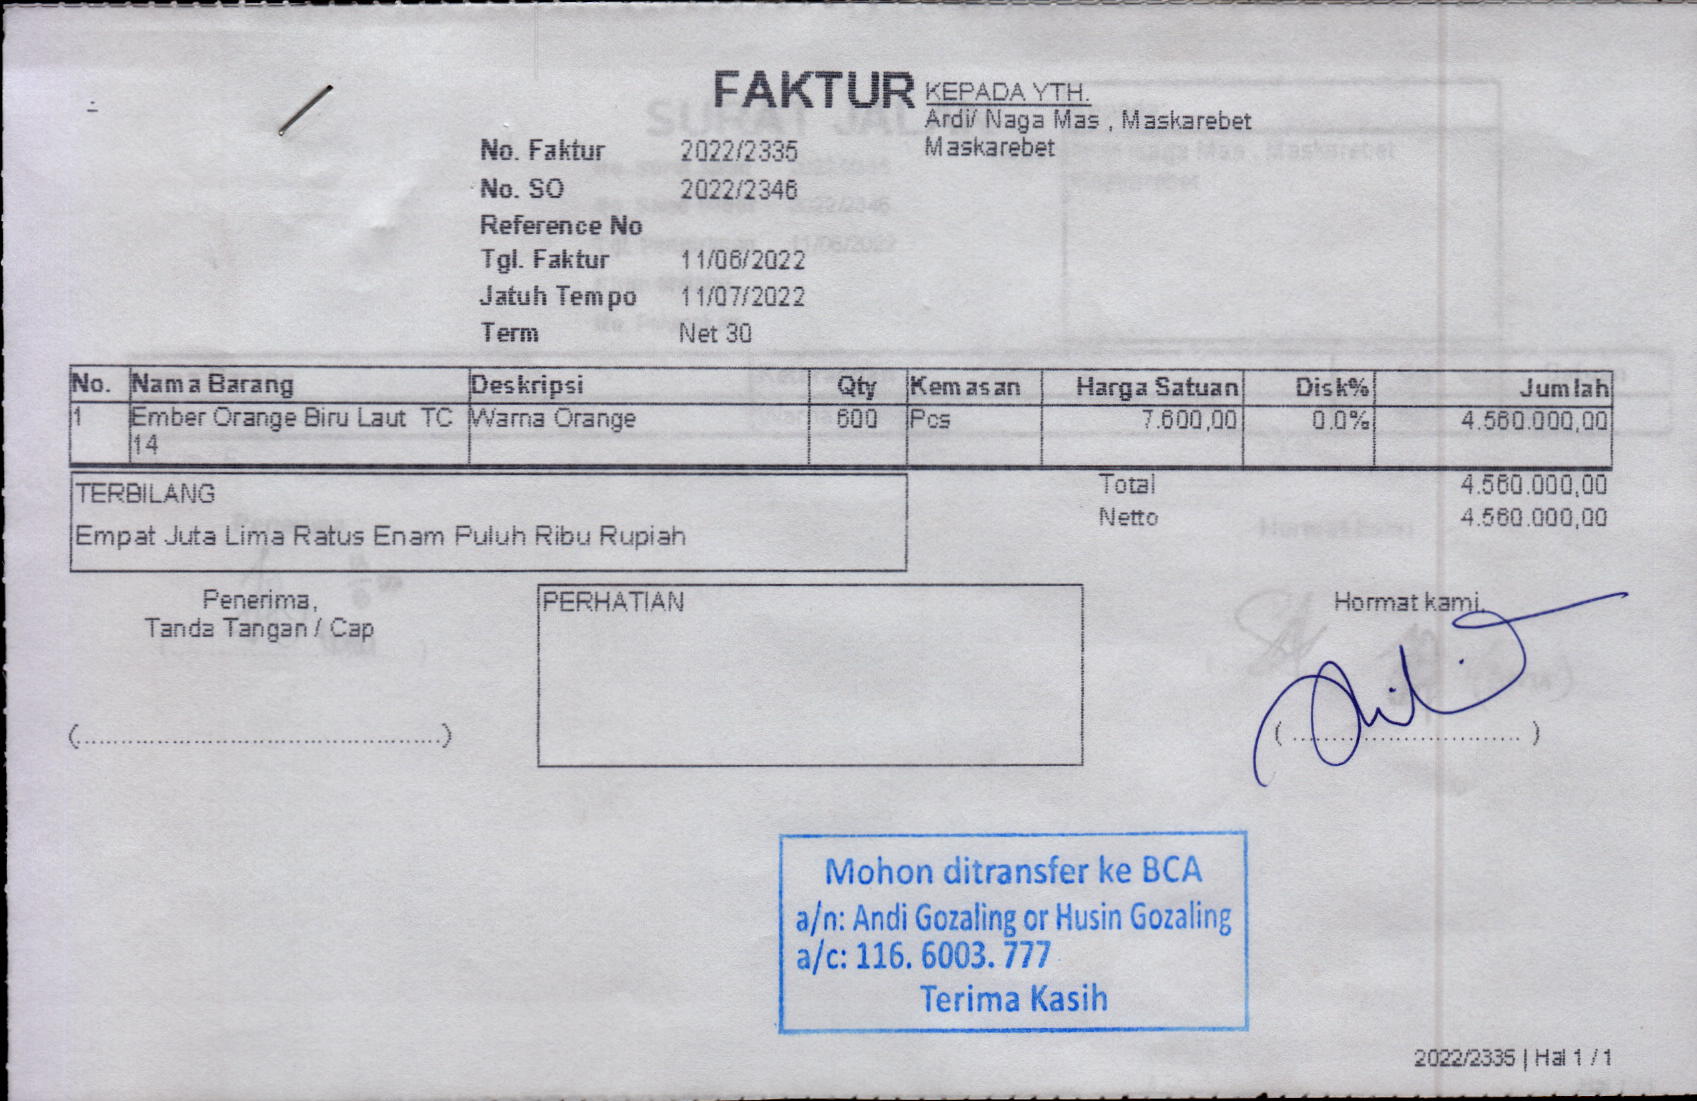 FAKTUR
KEPADA YTH.
Ardi/ Naga Mas , Maskarebet
Maskarebet
No. Faktur 2022/2335
No. SO 2022/2346
Reference No
Tgl. Faktur 11/06/2022
Jatuh Tempo 11/07/2022
Term Net 30
No. Nama Barang Deskripsi Qty Kemasan Harga Satuan Disk% Jumlah
1 Ember Orange Biru Laut TC Warna Orange 600 Pcs 7.600,00 0.0% 4.560.000,00
14
TERBILANG
Empat Juta Lima Ratus Enam Puluh Ribu Rupiah
Total 4.560.000,00
Netto 4.560.000,00
Penerima,
Tanda Tangan / Cap
(..........................................)
PERHATIAN
Hormat kami,
( .............................. )
Mohon ditransfer ke BCA
a/n: Andi Gozaling or Husin Gozaling
a/c: 116. 6003. 777
Terima Kasih
2022/2335 | Hal 1 / 1